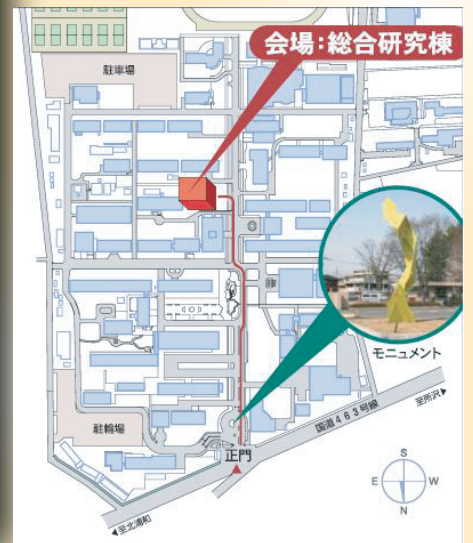 会場:総合研究棟
駐車場
モニュメント
至所沢
国道463号線
駐輪場
正門
至北浦和
S
E W
N